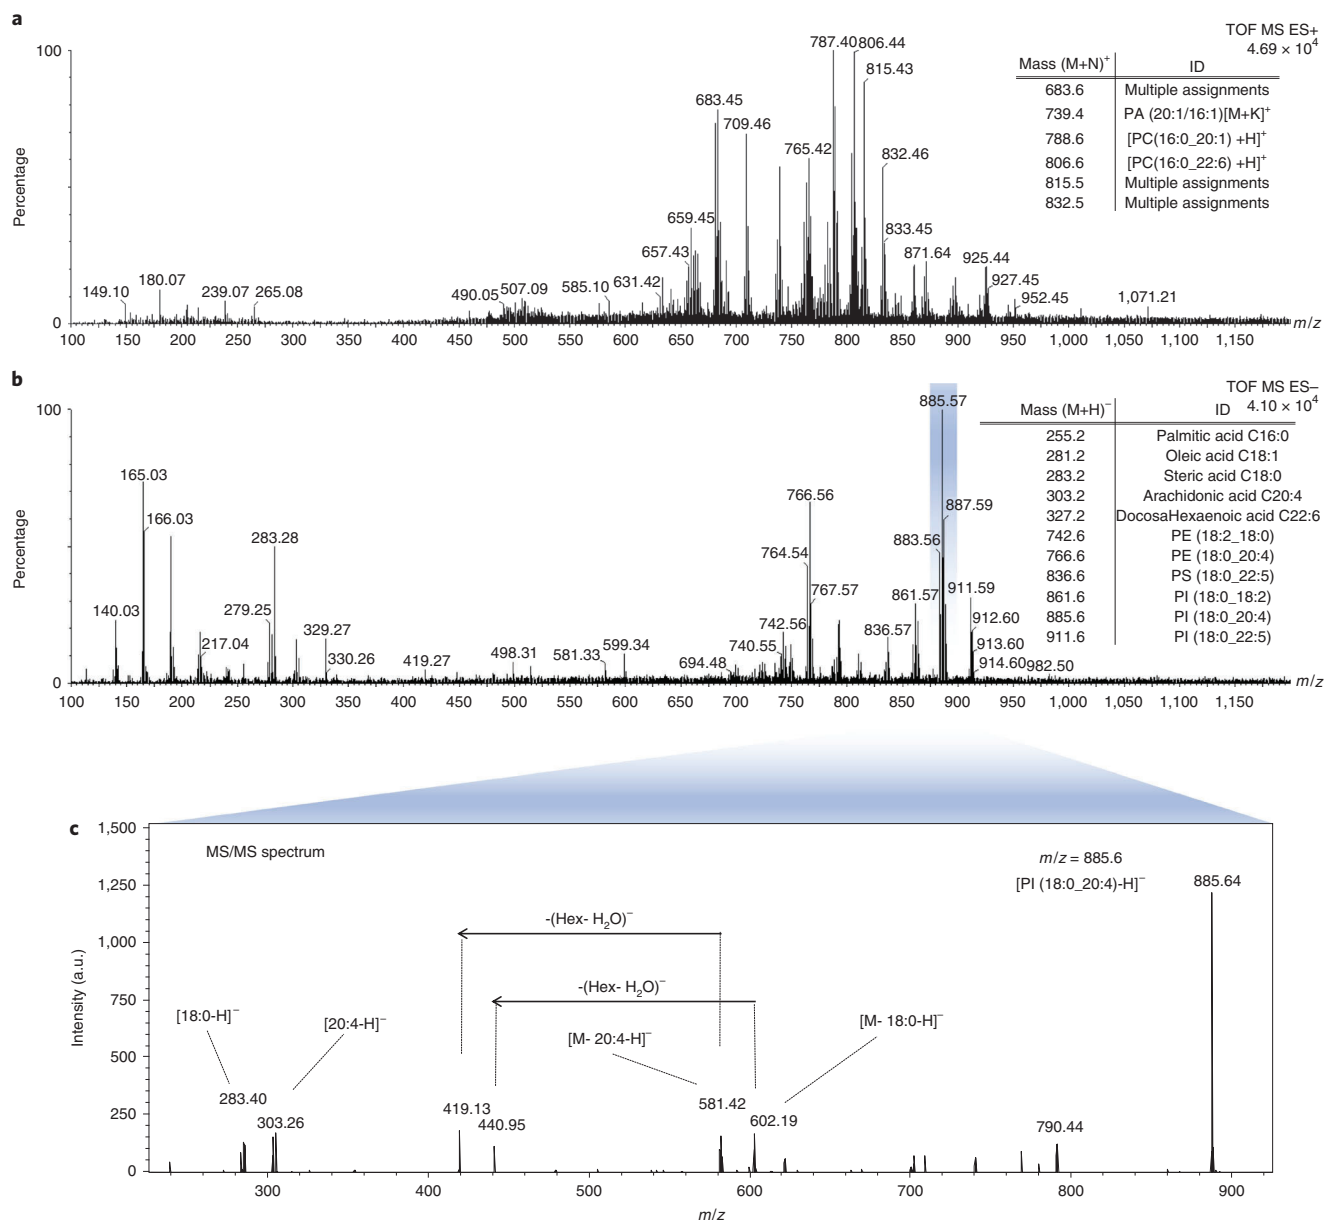 a
TOF MS ES+
4.69 × 10⁴
Percentage
100
0
149.10
180.07
239.07
265.08
490.05
507.09
585.10
631.42
657.43
659.45
683.45
709.46
765.42
787.40
806.44
815.43
832.46
833.45
871.64
925.44
927.45
952.45
1,071.21
Mass (M+N)⁺ ID
683.6 Multiple assignments
739.4 PA (20:1/16:1)[M+K]⁺
788.6 [PC(16:0_20:1) +H]⁺
806.6 [PC(16:0_22:6) +H]⁺
815.5 Multiple assignments
832.5 Multiple assignments
100 150 200 250 300 350 400 450 500 550 600 650 700 750 800 850 900 950 1,000 1,050 1,100 1,150
m/z
b
TOF MS ES–
4.10 × 10⁴
Percentage
100
0
140.03
165.03
166.03
217.04
279.25
283.28
329.27
330.26
419.27
498.31
581.33
599.34
694.48
740.55
742.56
764.54
766.56
767.57
836.57
861.57
883.56
885.57
887.59
911.59
912.60
913.60
914.60
982.50
Mass (M+H)⁻ ID
255.2 Palmitic acid C16:0
281.2 Oleic acid C18:1
283.2 Steric acid C18:0
303.2 Arachidonic acid C20:4
327.2 DocosaHexaenoic acid C22:6
742.6 PE (18:2_18:0)
766.6 PE (18:0_20:4)
836.6 PS (18:0_22:5)
861.6 PI (18:0_18:2)
885.6 PI (18:0_20:4)
911.6 PI (18:0_22:5)
100 150 200 250 300 350 400 450 500 550 600 650 700 750 800 850 900 950 1,000 1,050 1,100 1,150
m/z
c
MS/MS spectrum
Intensity (a.u.)
1,500
1,250
1,000
750
500
250
0
m/z = 885.6
[PI (18:0_20:4)-H]⁻
885.64
-(Hex- H₂O)⁻
-(Hex- H₂O)⁻
[18:0-H]⁻
[20:4-H]⁻
[M- 20:4-H]⁻
[M- 18:0-H]⁻
283.40
303.26
419.13
440.95
581.42
602.19
790.44
300 400 500 600 700 800 900
m/z